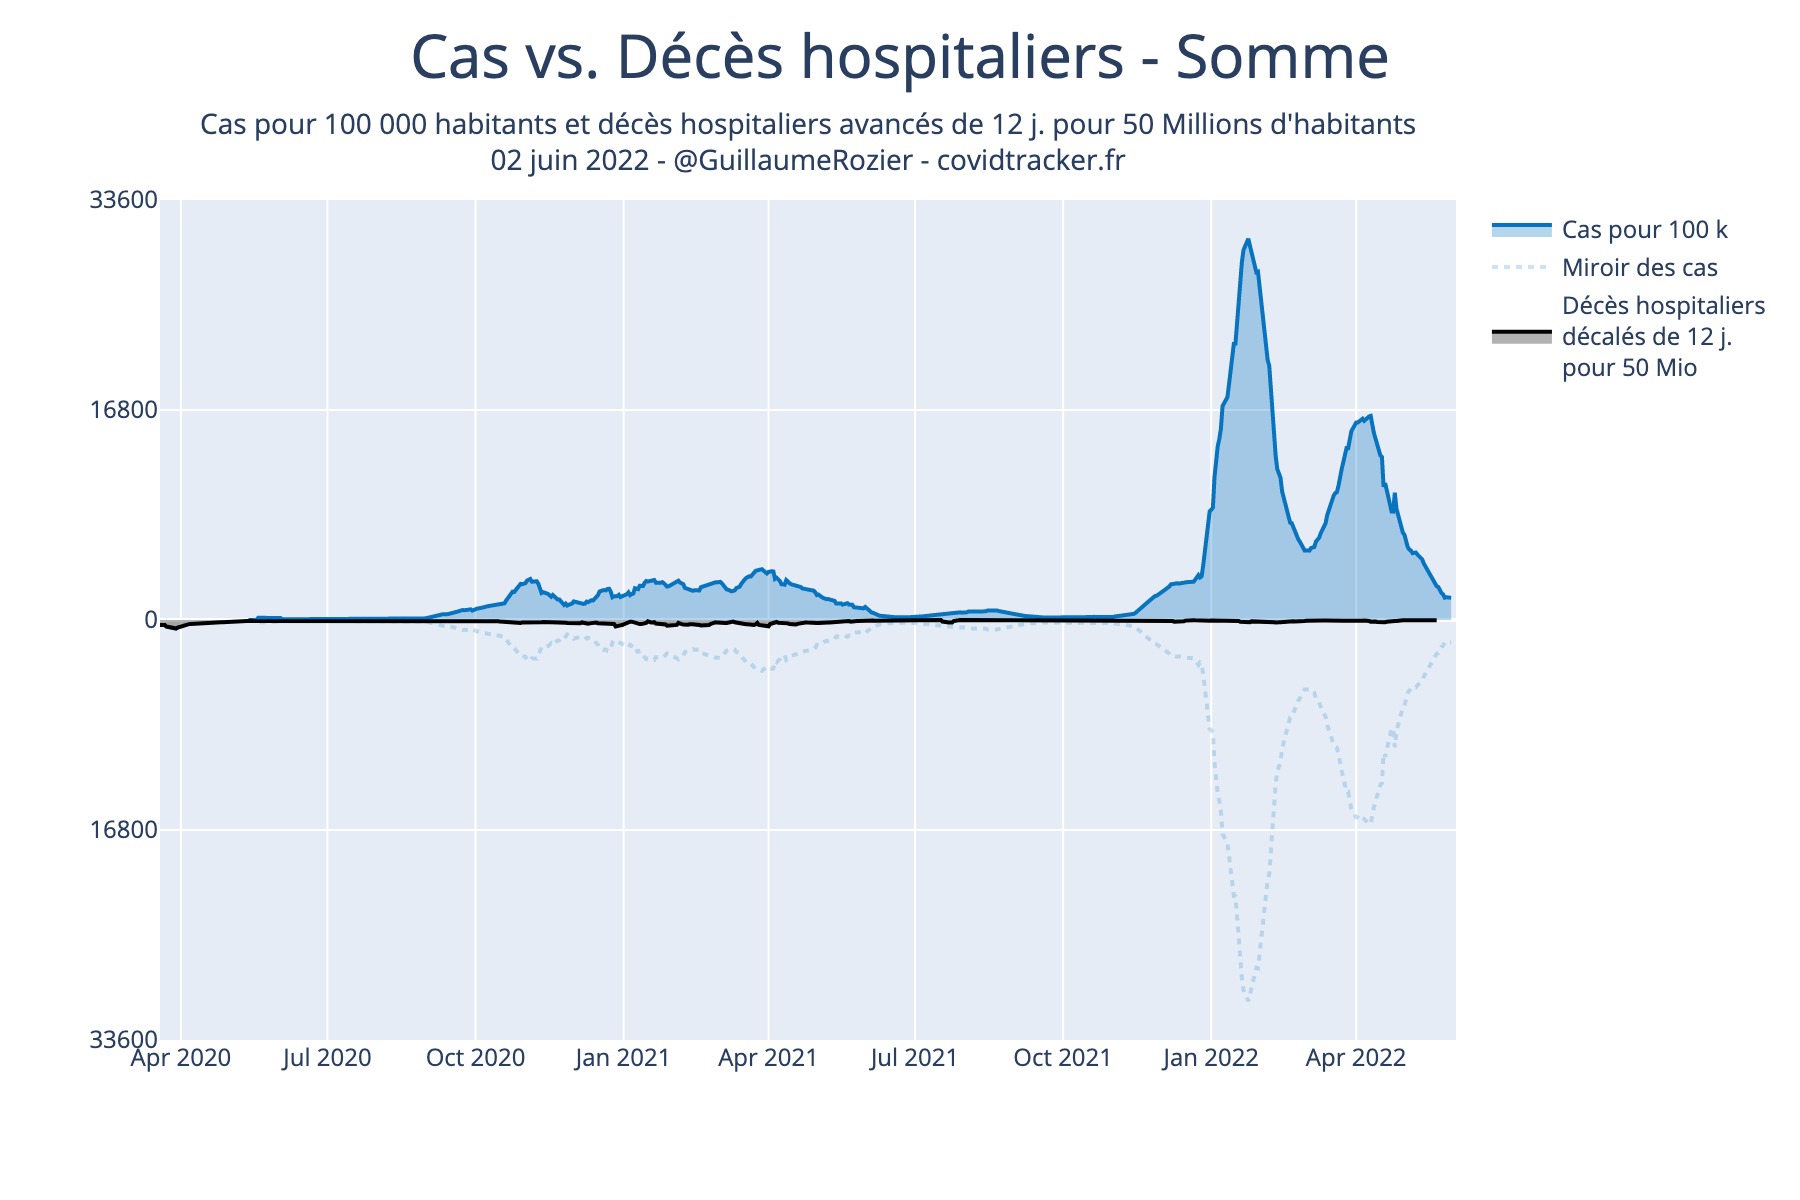 Cas vs. Décès hospitaliers - Somme
Cas pour 100 000 habitants et décès hospitaliers avancés de 12 j. pour 50 Millions d'habitants
02 juin 2022 - @GuillaumeRozier - covidtracker.fr
33600
16800
0
16800
33600
Apr 2020
Jul 2020
Oct 2020
Jan 2021
Apr 2021
Jul 2021
Oct 2021
Jan 2022
Apr 2022
Cas pour 100 k
Miroir des cas
Décès hospitaliers
décalés de 12 j.
pour 50 Mio